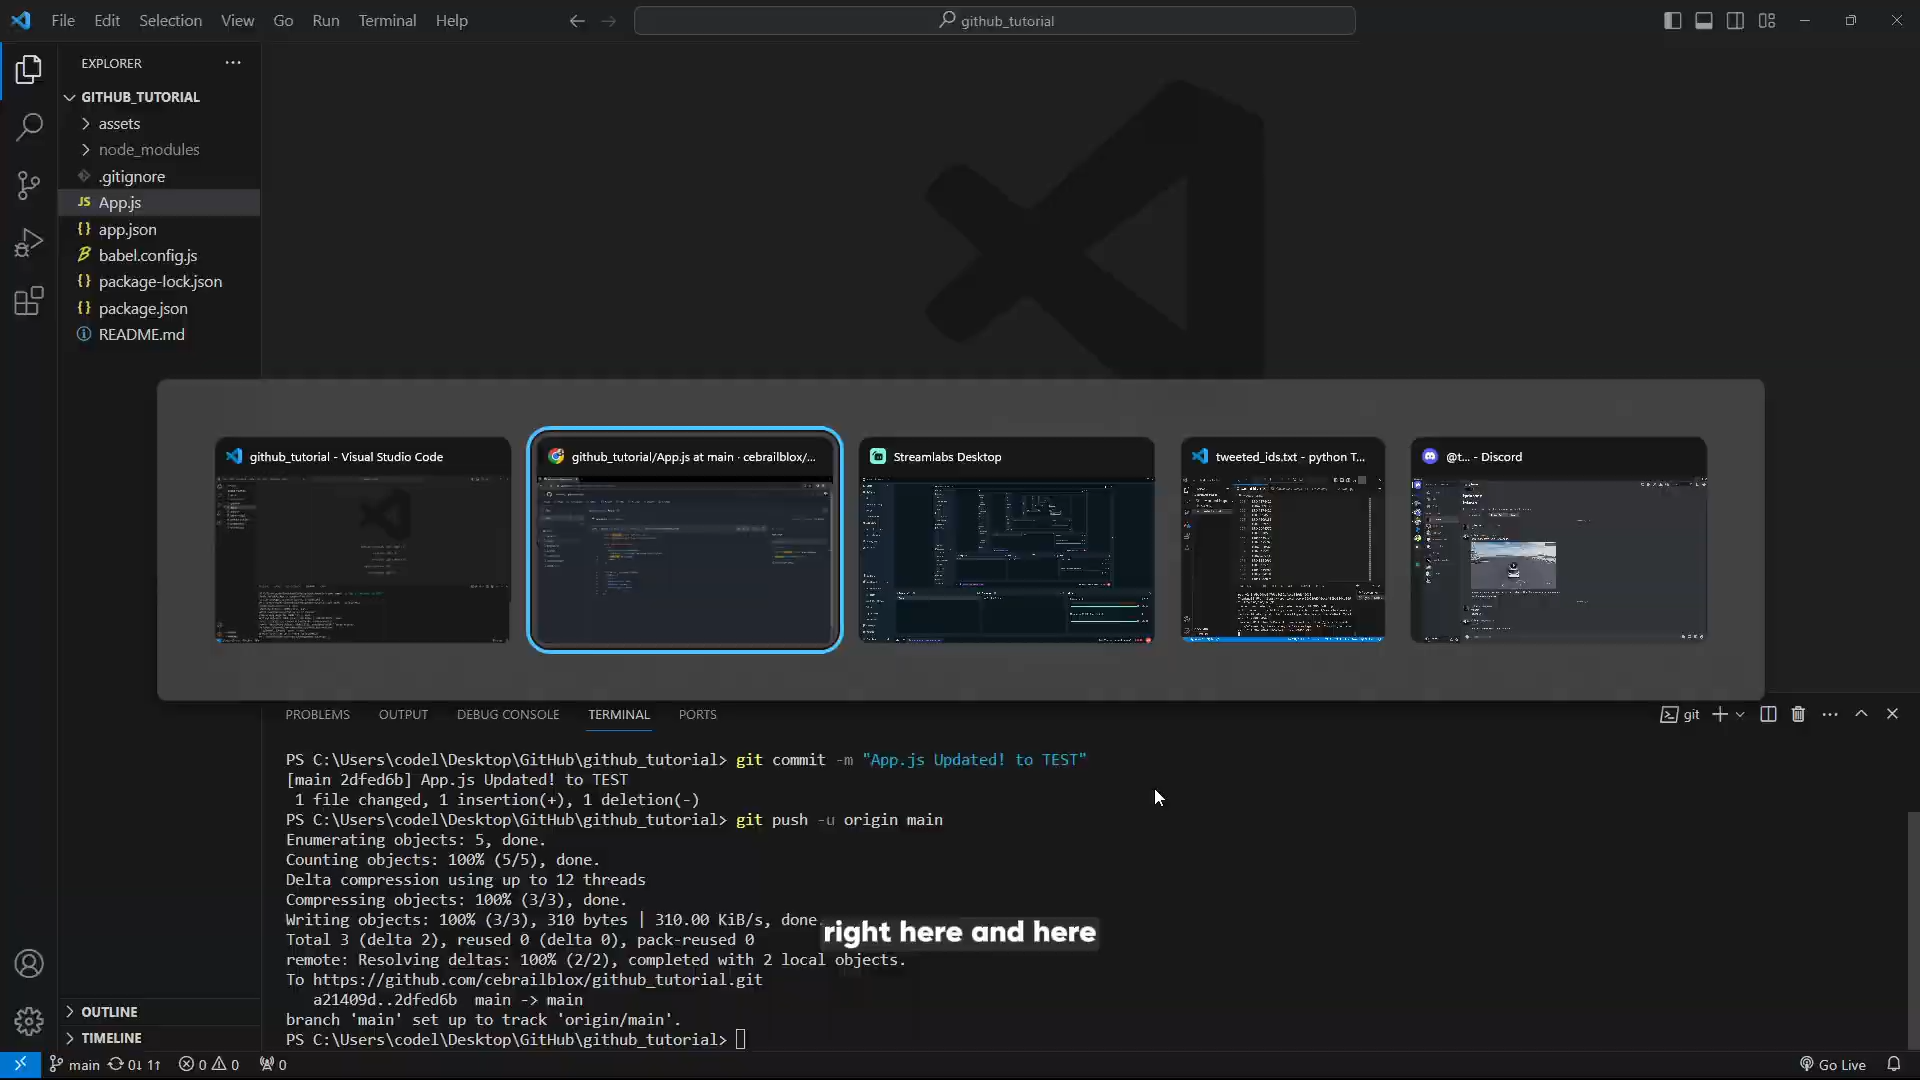 File Edit Selection View Go Run Terminal Help
github_tutorial
EXPLORER
GITHUB_TUTORIAL
assets
node_modules
.gitignore
JS App.js
{} app.json
babel.config.js
{} package-lock.json
{} package.json
README.md
github_tutorial - Visual Studio Code
github_tutorial/App.js at main · cebrailblox/...
Streamlabs Desktop
tweeted_ids.txt - python T...
@t... - Discord
PROBLEMS OUTPUT DEBUG CONSOLE TERMINAL PORTS
git
PS C:\Users\codel\Desktop\GitHub\github_tutorial> git commit -m "App.js Updated! to TEST"
[main 2dfed6b] App.js Updated! to TEST
1 file changed, 1 insertion(+), 1 deletion(-)
PS C:\Users\codel\Desktop\GitHub\github_tutorial> git push -u origin main
Enumerating objects: 5, done.
Counting objects: 100% (5/5), done.
Delta compression using up to 12 threads
Compressing objects: 100% (3/3), done.
Writing objects: 100% (3/3), 310 bytes | 310.00 KiB/s, done.
right here and here
Total 3 (delta 2), reused 0 (delta 0), pack-reused 0
remote: Resolving deltas: 100% (2/2), completed with 2 local objects.
To https://github.com/cebrailblox/github_tutorial.git
a21409d..2dfed6b main -> main
branch 'main' set up to track 'origin/main'.
PS C:\Users\codel\Desktop\GitHub\github_tutorial>
OUTLINE
TIMELINE
main 0↓ 1↑ 0 0 0
Go Live